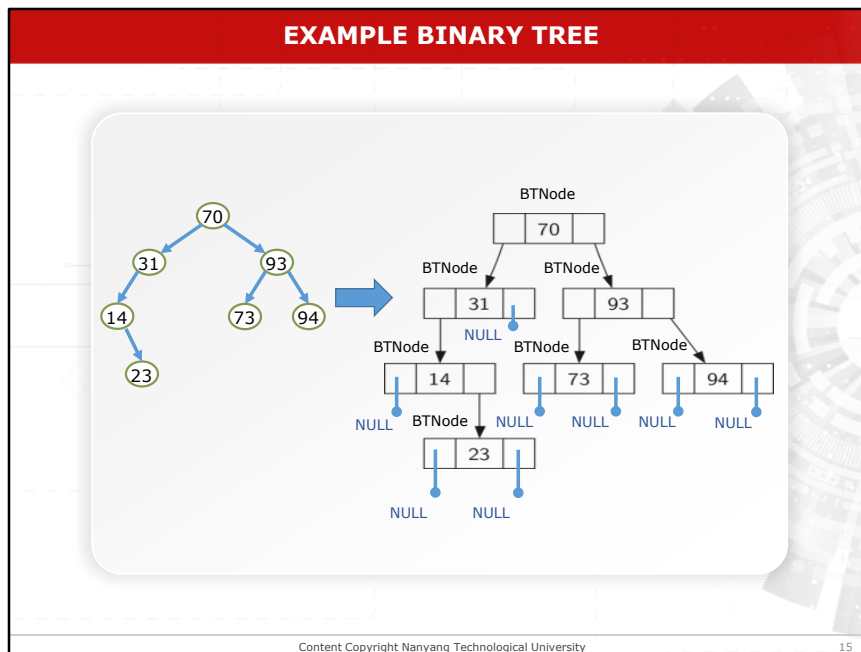 EXAMPLE BINARY TREE
70
31 93
14 73 94
23
BTNode
70
BTNode BTNode
31 93
NULL
BTNode BTNode BTNode
14 73 94
NULL NULL NULL NULL NULL
BTNode
23
NULL NULL
Content Copyright Nanyang Technological University 15